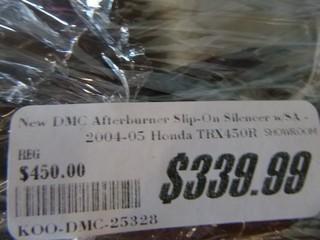 New DMC Afterburner Slip-On Silencer w/SA -
2004-05 Honda TRX450R SHOWROOM
REG
$450.00
$339.99
KOO-DMC-25328